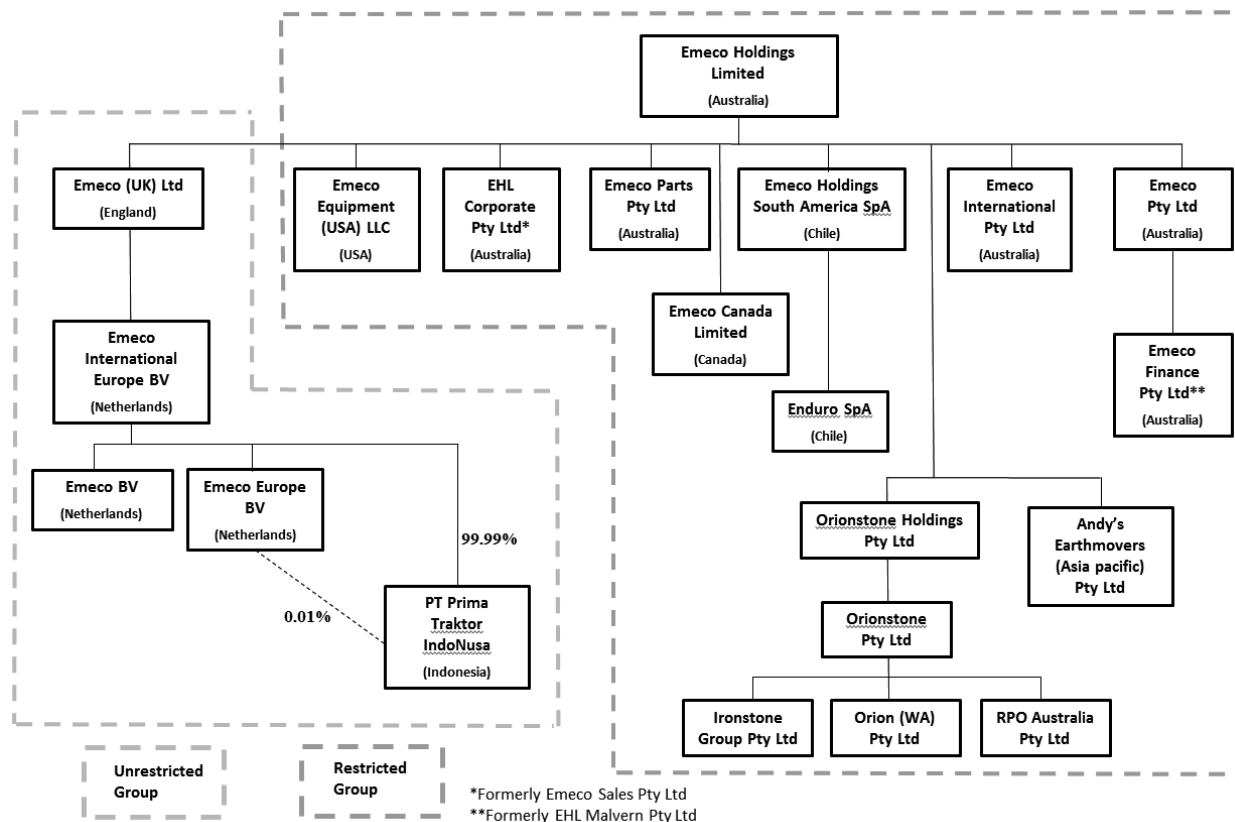 Emeco Holdings
Limited
(Australia)
Emeco (UK) Ltd
(England)
Emeco
Equipment
(USA) LLC
(USA)
EHL
Corporate
Pty Ltd*
(Australia)
Emeco Parts
Pty Ltd
(Australia)
Emeco Holdings
South America SpA
(Chile)
Emeco
International
Pty Ltd
(Australia)
Emeco
Pty Ltd
(Australia)
Emeco Canada
Limited
(Canada)
Emeco
International
Europe BV
(Netherlands)
Emeco
Finance
Pty Ltd**
(Australia)
Enduro SpA
(Chile)
Emeco BV
(Netherlands)
Emeco Europe
BV
(Netherlands)
99.99%
0.01%
PT Prima
Traktor
IndoNusa
(Indonesia)
Orionstone Holdings
Pty Ltd
Andy's
Earthmovers
(Asia pacific)
Pty Ltd
Orionstone
Pty Ltd
Ironstone
Group Pty Ltd
Orion (WA)
Pty Ltd
RPO Australia
Pty Ltd
Unrestricted
Group
Restricted
Group
*Formerly Emeco Sales Pty Ltd
**Formerly EHL Malvern Pty Ltd